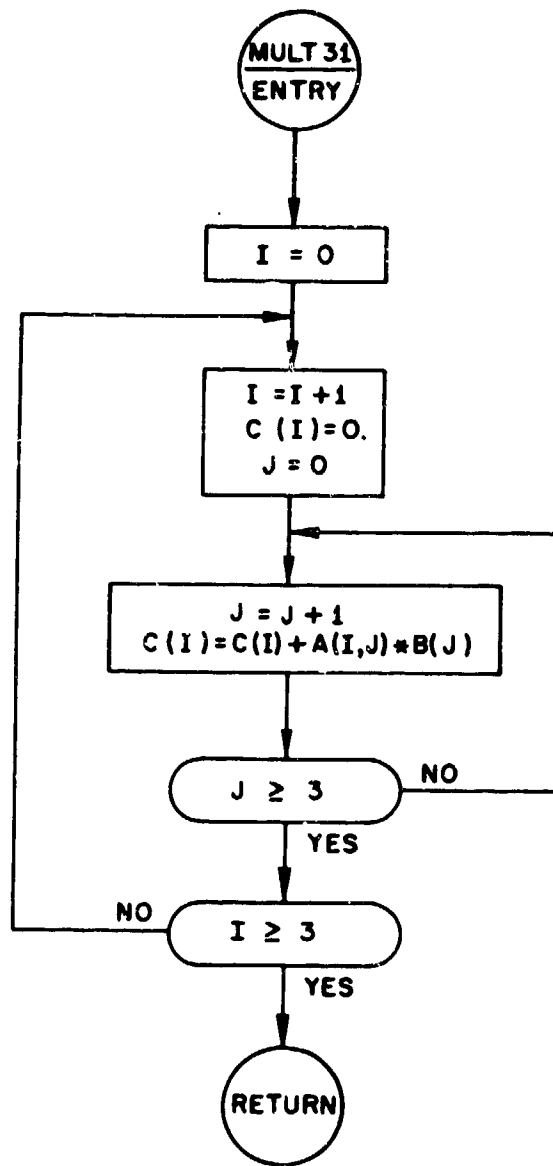 MULT 31
ENTRY
I = 0
I = I + 1
C (I) = 0.
J = 0
J = J + 1
C (I) = C(I) + A(I,J) * B(J)
J ≥ 3
NO
YES
NO
I ≥ 3
YES
RETURN